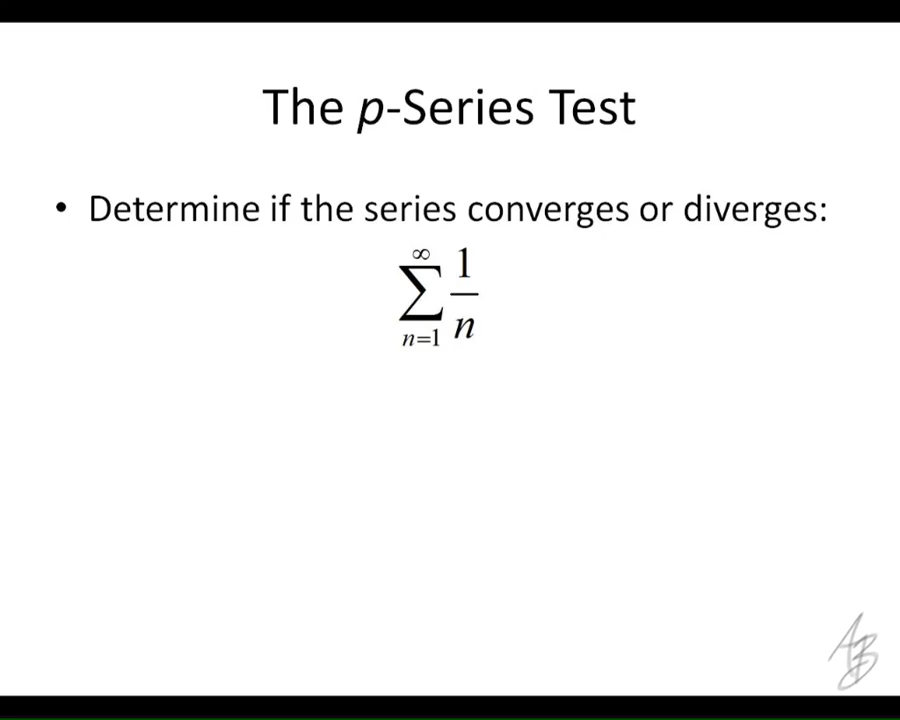 The p-Series Test
• Determine if the series converges or diverges:
∞
∑ 1/n
n=1